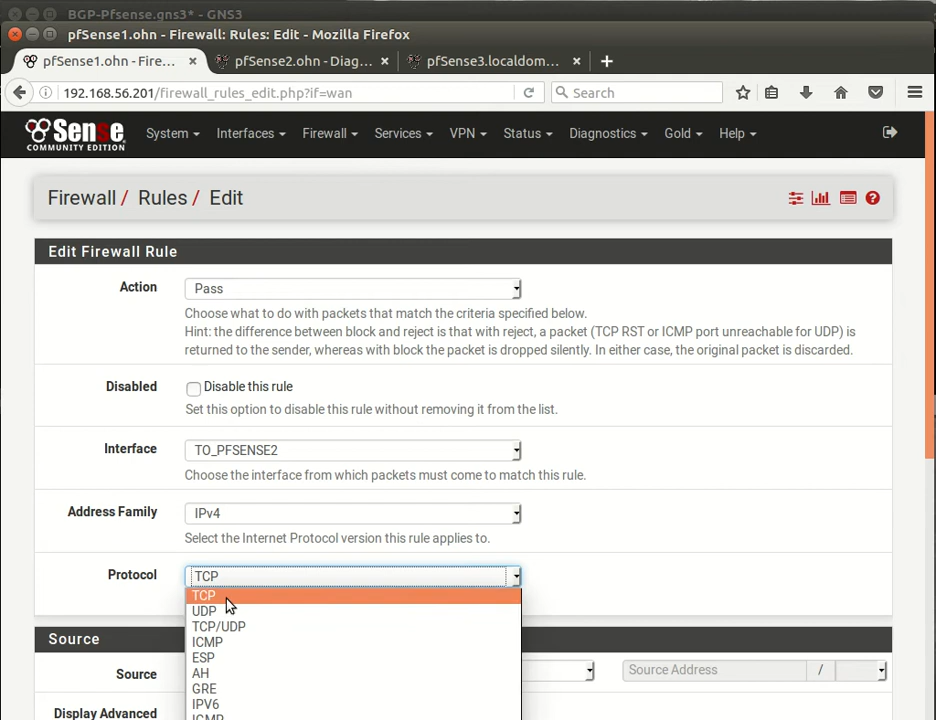 BGP-Pfsense.gns3* - GNS3
pfSense1.ohn - Firewall: Rules: Edit - Mozilla Firefox
pfSense1.ohn - Fire... × pfSense2.ohn - Diag... × pfSense3.localdom... × +
192.168.56.201/firewall_rules_edit.php?if=wan Search
Sense System Interfaces Firewall Services VPN Status Diagnostics Gold Help
COMMUNITY EDITION
Firewall / Rules / Edit
Edit Firewall Rule
Action Pass
Choose what to do with packets that match the criteria specified below.
Hint: the difference between block and reject is that with reject, a packet (TCP RST or ICMP port unreachable for UDP) is
returned to the sender, whereas with block the packet is dropped silently. In either case, the original packet is discarded.
Disabled Disable this rule
Set this option to disable this rule without removing it from the list.
Interface TO_PFSENSE2
Choose the interface from which packets must come to match this rule.
Address Family IPv4
Select the Internet Protocol version this rule applies to.
Protocol TCP
TCP
UDP
TCP/UDP
Source
ICMP
ESP
Source Source Address /
AH
GRE
IPV6
Display Advanced
ICMP